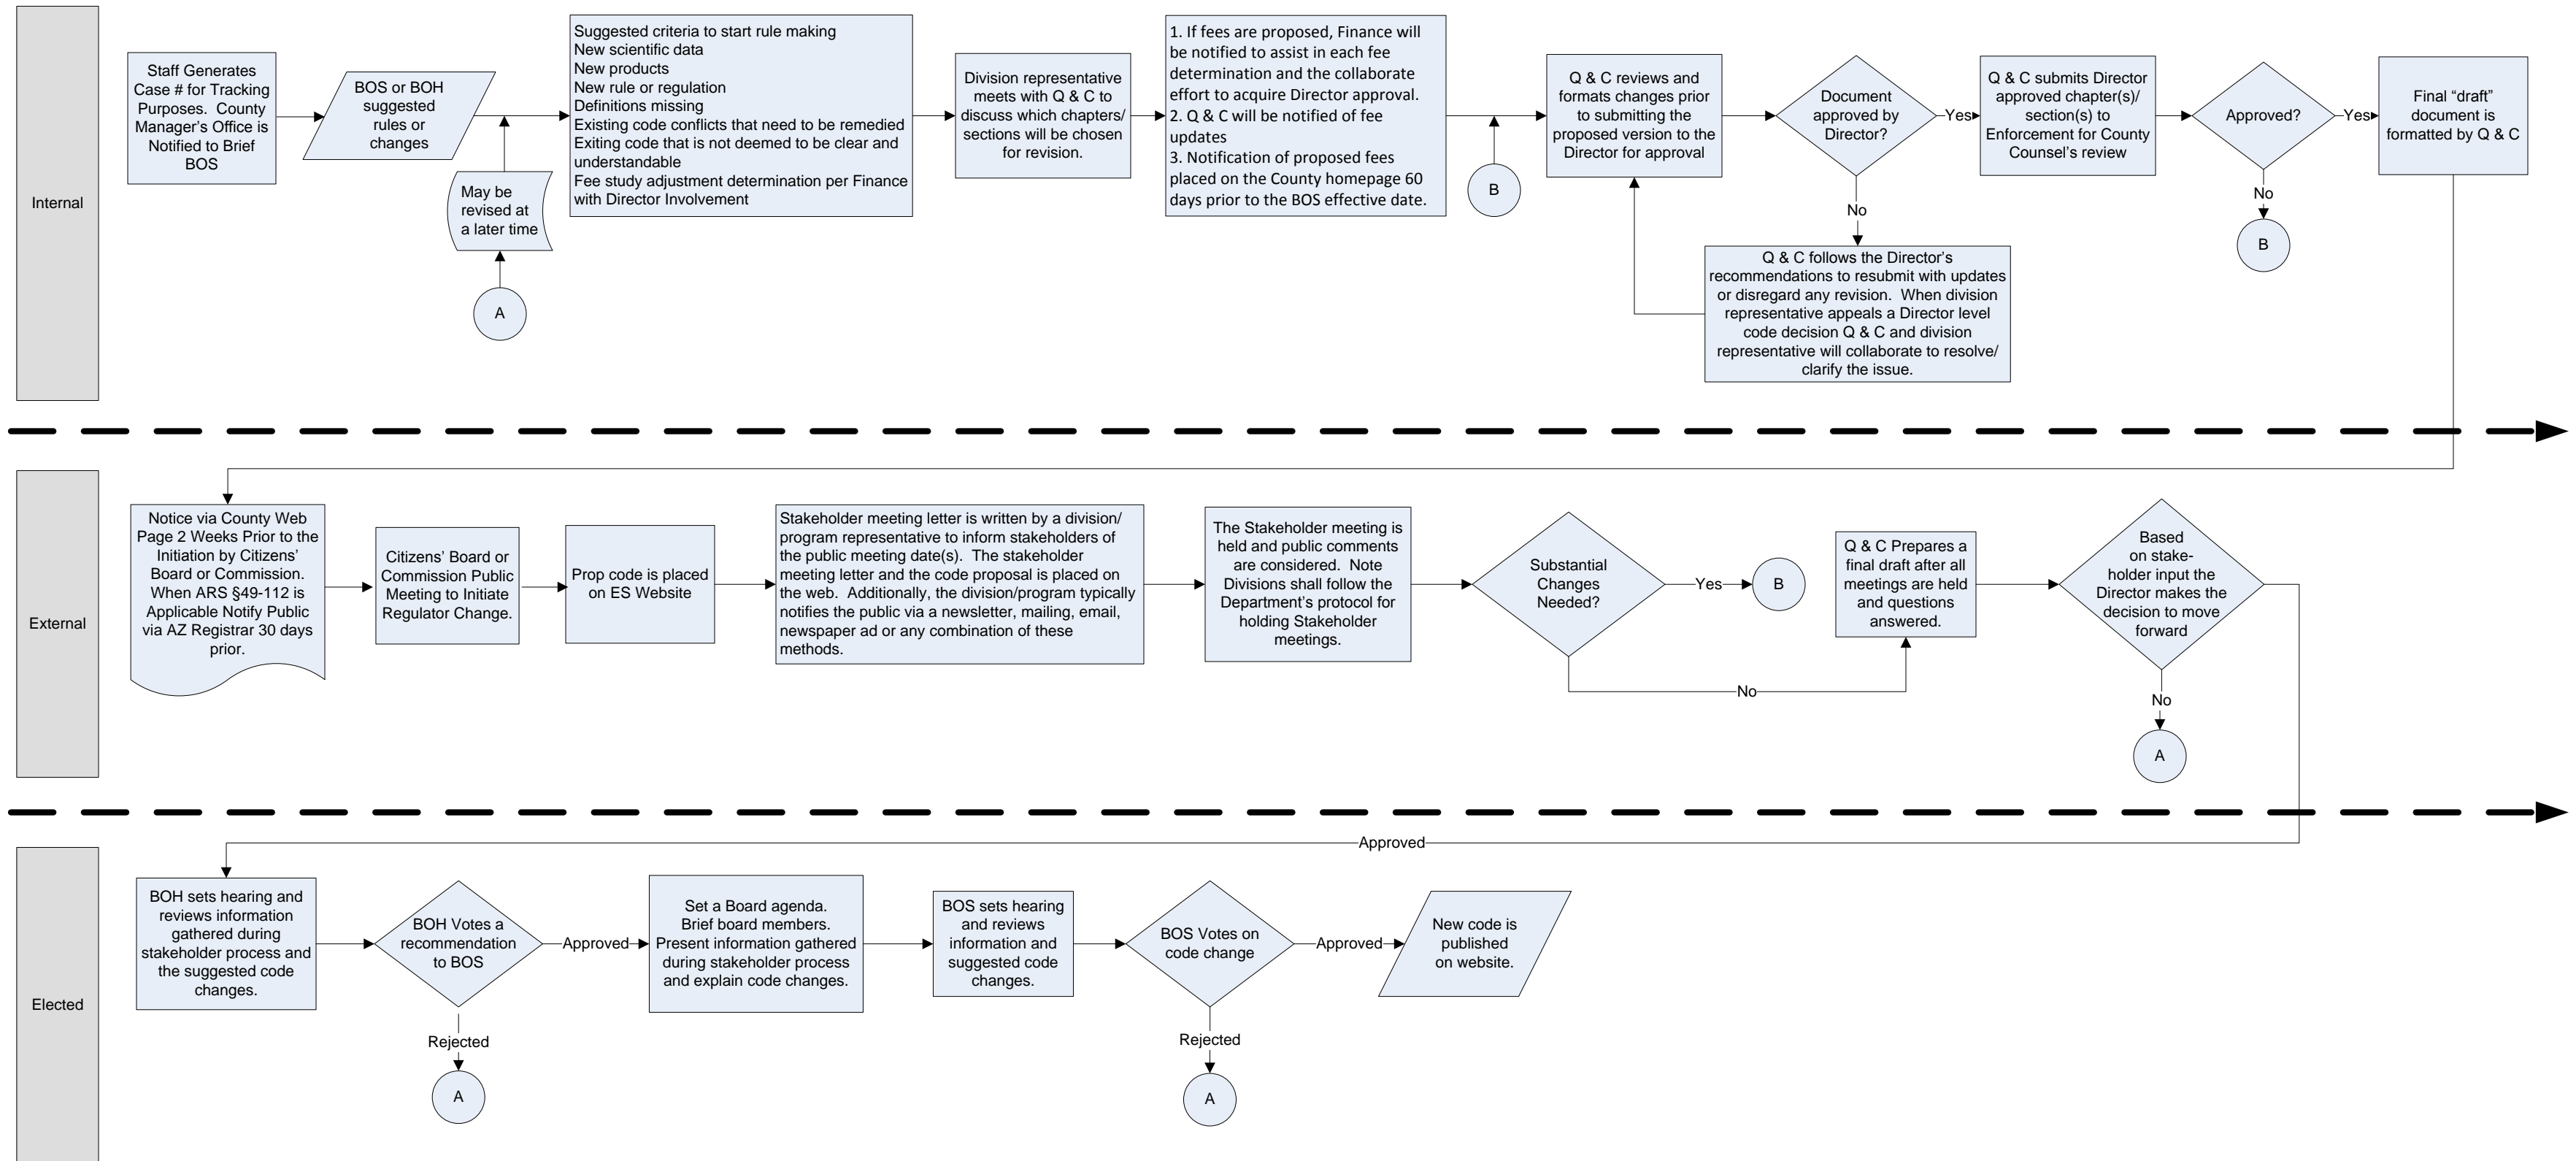 Internal
Staff Generates
Case # for Tracking
Purposes. County
Manager's Office is
Notified to Brief
BOS
BOS or BOH
suggested
rules or
changes
May be
revised at
a later time
A
Suggested criteria to start rule making
New scientific data
New products
New rule or regulation
Definitions missing
Existing code conflicts that need to be remedied
Exiting code that is not deemed to be clear and
understandable
Fee study adjustment determination per Finance
with Director Involvement
Division representative
meets with Q & C to
discuss which chapters/
sections will be chosen
for revision.
1. If fees are proposed, Finance will
be notified to assist in each fee
determination and the collaborate
effort to acquire Director approval.
2. Q & C will be notified of fee
updates
3. Notification of proposed fees
placed on the County homepage 60
days prior to the BOS effective date.
B
Q & C reviews and
formats changes prior
to submitting the
proposed version to the
Director for approval
Document
approved by
Director?
Yes
No
Q & C follows the Director's
recommendations to resubmit with updates
or disregard any revision. When division
representative appeals a Director level
code decision Q & C and division
representative will collaborate to resolve/
clarify the issue.
Q & C submits Director
approved chapter(s)/
section(s) to
Enforcement for County
Counsel's review
Approved?
Yes
No
B
Final “draft”
document is
formatted by Q & C
External
Notice via County Web
Page 2 Weeks Prior to the
Initiation by Citizens'
Board or Commission.
When ARS §49-112 is
Applicable Notify Public
via AZ Registrar 30 days
prior.
Citizens' Board or
Commission Public
Meeting to Initiate
Regulator Change.
Prop code is placed
on ES Website
Stakeholder meeting letter is written by a division/
program representative to inform stakeholders of
the public meeting date(s). The stakeholder
meeting letter and the code proposal is placed on
the web. Additionally, the division/program typically
notifies the public via a newsletter, mailing, email,
newspaper ad or any combination of these
methods.
The Stakeholder meeting is
held and public comments
are considered. Note
Divisions shall follow the
Department's protocol for
holding Stakeholder
meetings.
Substantial
Changes
Needed?
Yes
B
No
Q & C Prepares a
final draft after all
meetings are held
and questions
answered.
Based
on stake-
holder input the
Director makes the
decision to move
forward
No
A
Approved
Elected
BOH sets hearing and
reviews information
gathered during
stakeholder process and
the suggested code
changes.
BOH Votes a
recommendation
to BOS
Approved
Rejected
A
Set a Board agenda.
Brief board members.
Present information gathered
during stakeholder process
and explain code changes.
BOS sets hearing
and reviews
information and
suggested code
changes.
BOS Votes on
code change
Approved
Rejected
A
New code is
published
on website.